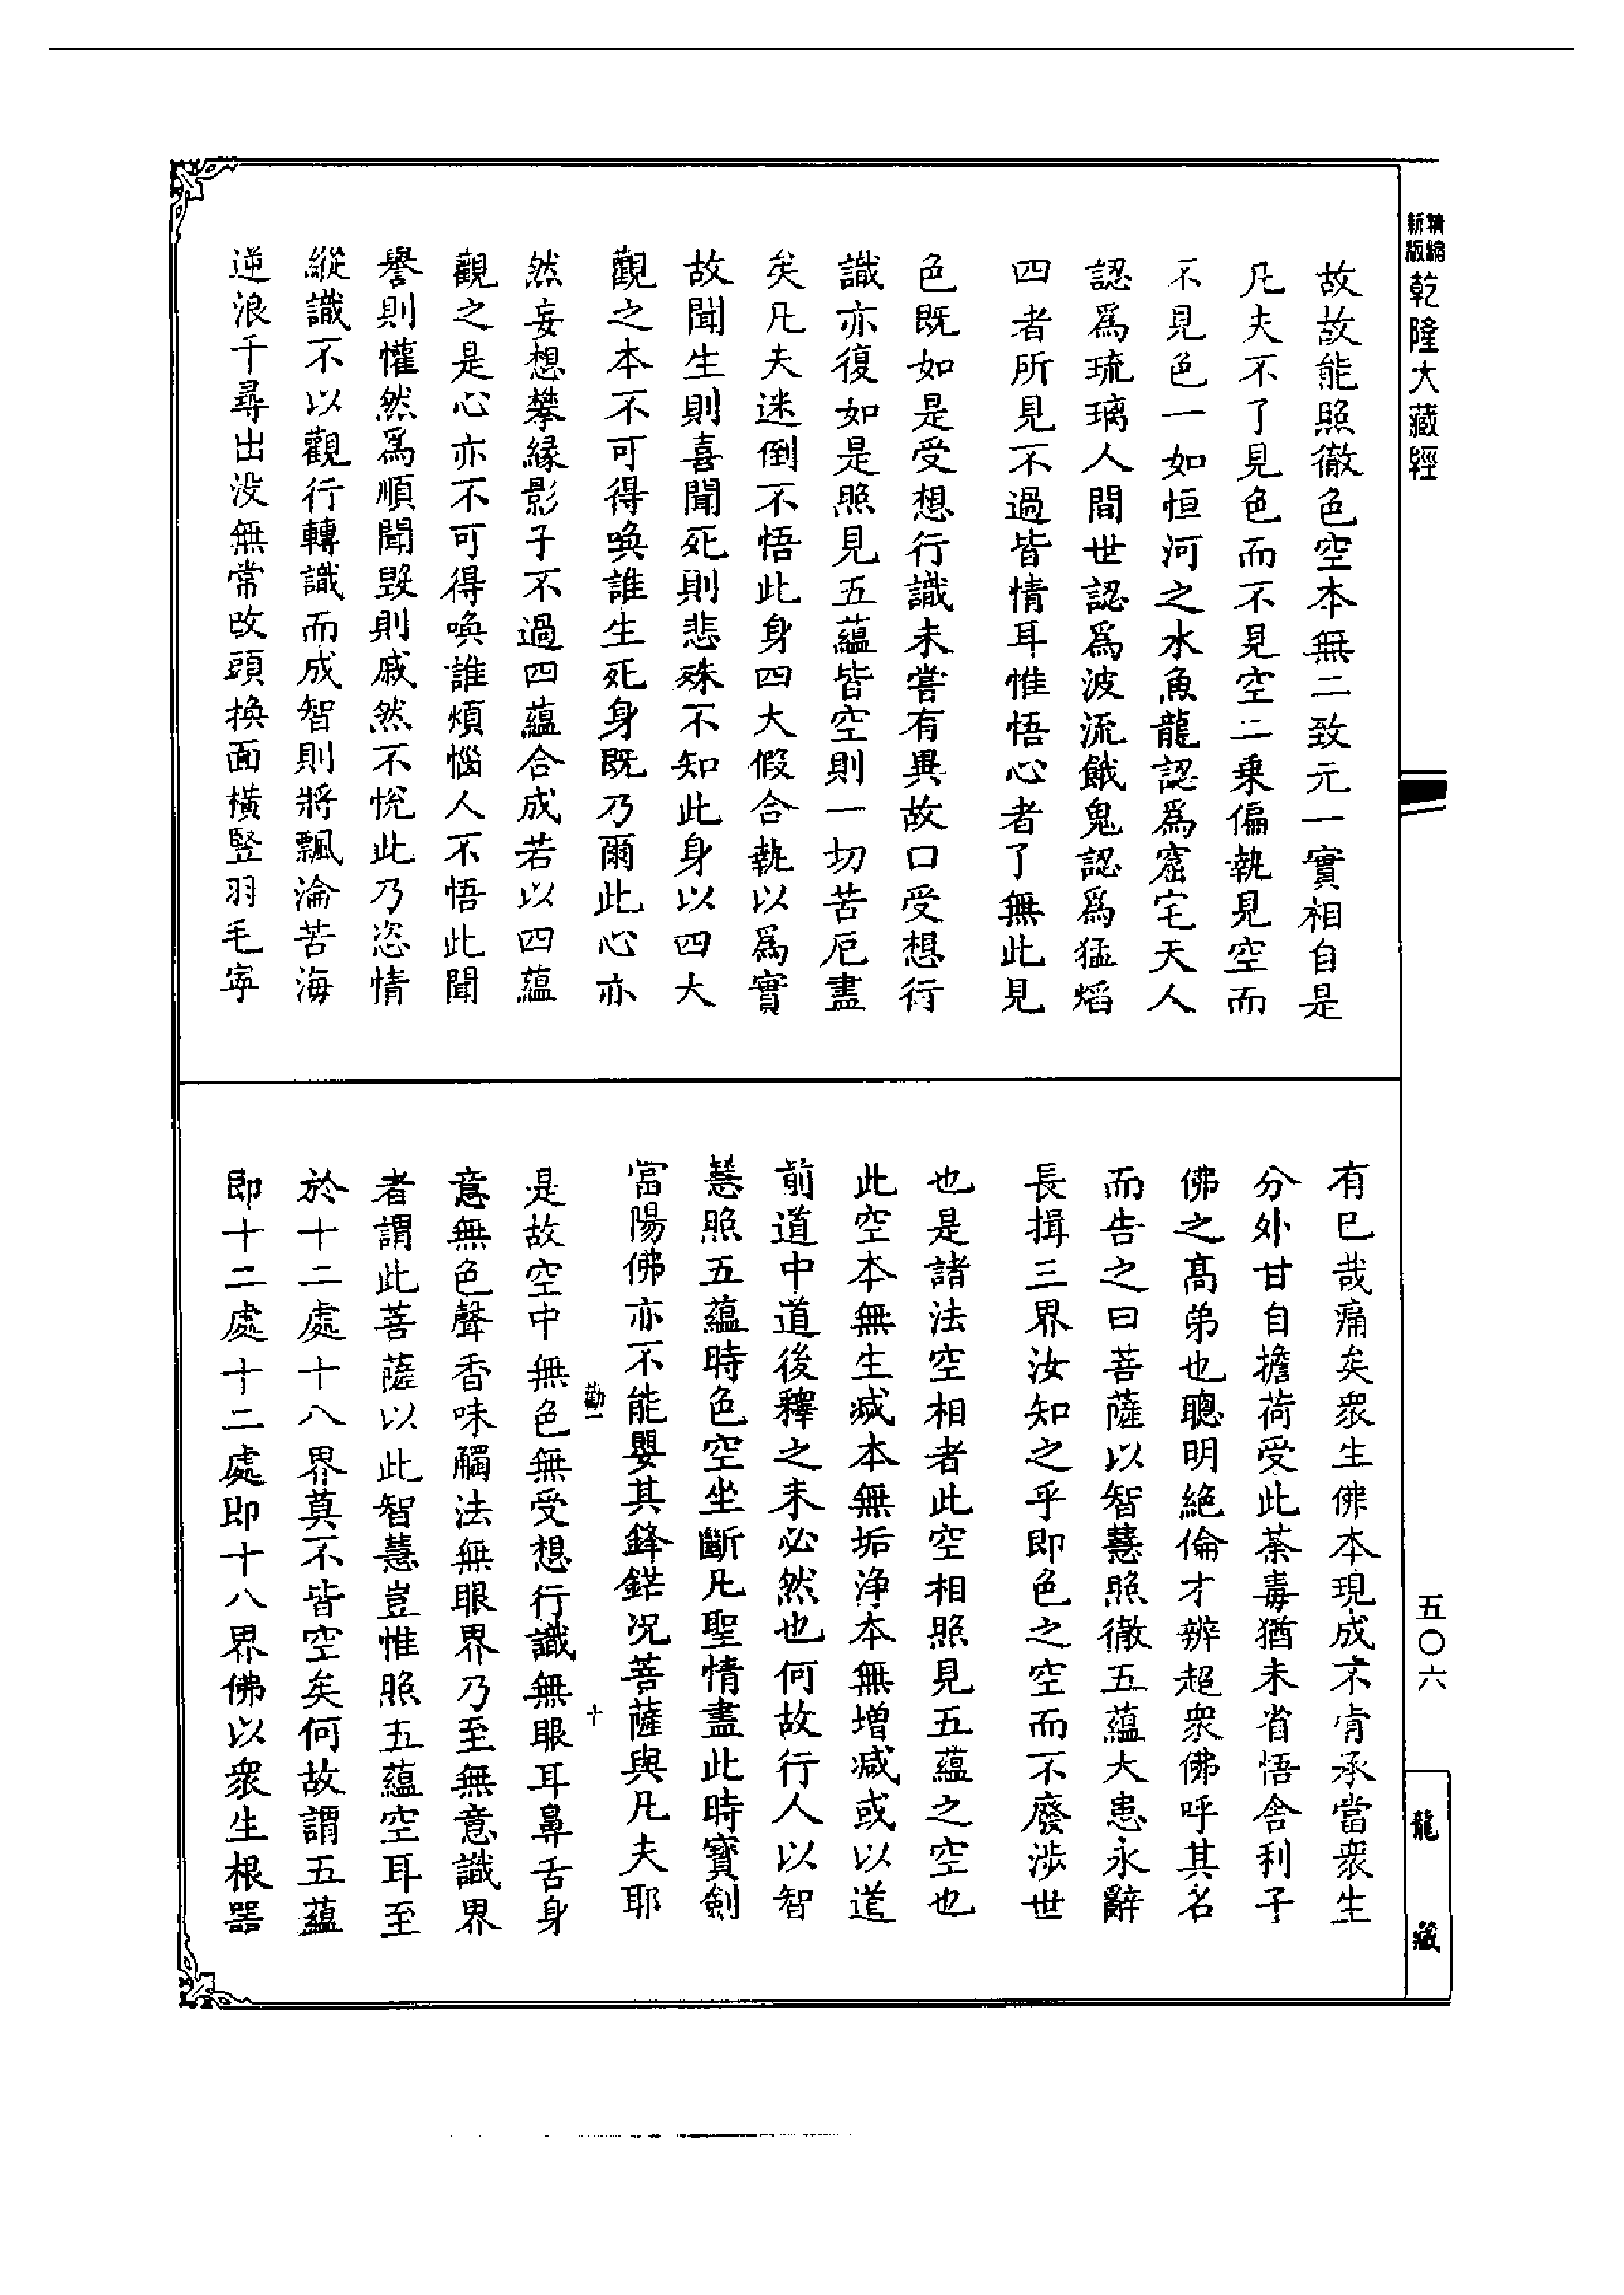 精縮新版乾隆大藏經
故故能照徹色空本無二致元一實相自是
凡夫不了見色而不見空二乘偏執見空而
不見色一如恒河之水魚龍認爲窟宅天人
認爲琉璃人間世認爲波流餓鬼認爲猛焰
四者所見不過皆情耳惟悟心者了無此見
色既如是受想行識未嘗有異故口受想行
識亦復如是照見五蘊皆空則一切苦厄盡
矣凡夫迷倒不悟此身四大假合執以爲實
故聞生則喜聞死則悲殊不知此身以四大
觀之本不可得喚誰生死身既乃爾此心亦
然妄想攀緣影子不過四蘊合成若以四蘊
觀之是心亦不可得喚誰煩惱人不悟此聞
譽則懽然爲順聞毀則戚然不悅此乃恣情
縱識不以觀行轉識而成智則將飄淪苦海
逆浪千尋出没無常改頭換面橫豎羽毛寧
有巳哉痛矣衆生佛本現成不肯承當衆生
分外甘自擔荷受此荼毒猶未省悟舍利子
佛之高弟也聰明絕倫才辨超衆佛呼其名
而告之曰菩薩以智慧照徹五蘊大患永辭
長揖三界汝知之乎即色之空而不廢涉世
也是諸法空相者此空相照見五蘊之空也
此空本無生滅本無垢淨本無增減或以道
前道中道後釋之未必然也何故行人以智
慧照五蘊時色空坐斷凡聖情盡此時寶劍
當陽佛亦不能嬰其鋒鋩况菩薩與凡夫耶
勸一
十
是故空中無色無受想行識無眼耳鼻舌身
意無色聲香味觸法無眼界乃至無意識界
者謂此菩薩以此智慧豈惟照五蘊空耳至
於十二處十八界莫不皆空矣何故謂五蘊
即十二處十二處即十八界佛以衆生根器
五〇六
龍藏